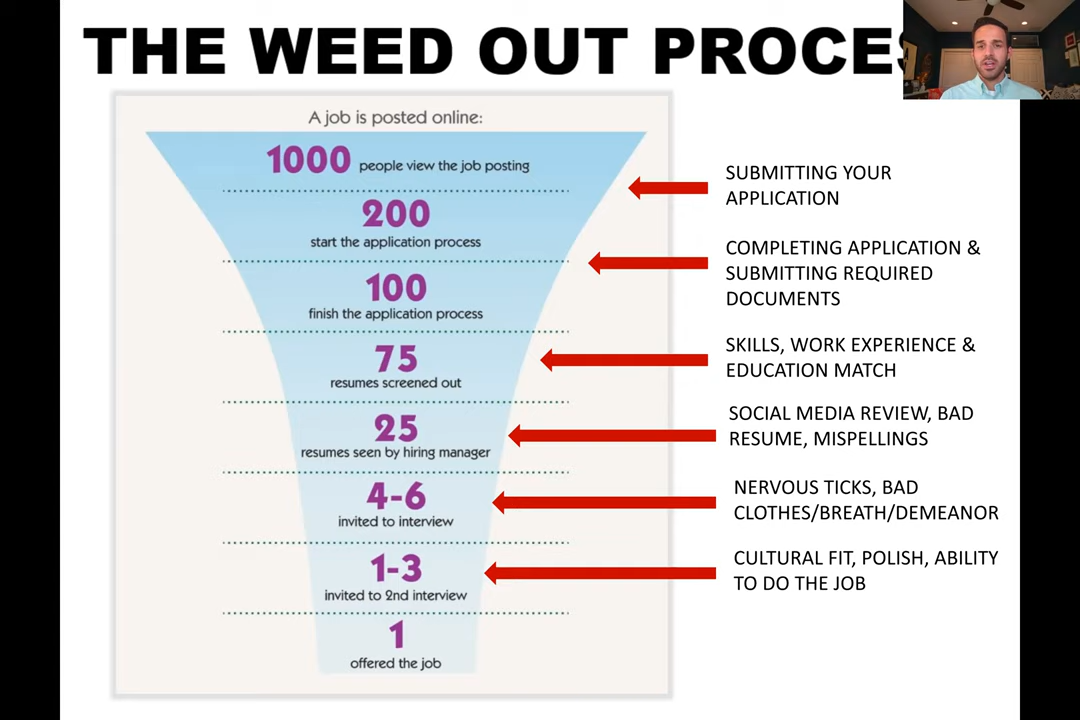 THE WEED OUT PROCES
A job is posted online:
1000 people view the job posting
200
start the application process
100
finish the application process
75
resumes screened out
25
resumes seen by hiring manager
4-6
invited to interview
1-3
invited to 2nd interview
1
offered the job
SUBMITTING YOUR
APPLICATION
COMPLETING APPLICATION &
SUBMITTING REQUIRED
DOCUMENTS
SKILLS, WORK EXPERIENCE &
EDUCATION MATCH
SOCIAL MEDIA REVIEW, BAD
RESUME, MISPELLINGS
NERVOUS TICKS, BAD
CLOTHES/BREATH/DEMEANOR
CULTURAL FIT, POLISH, ABILITY
TO DO THE JOB